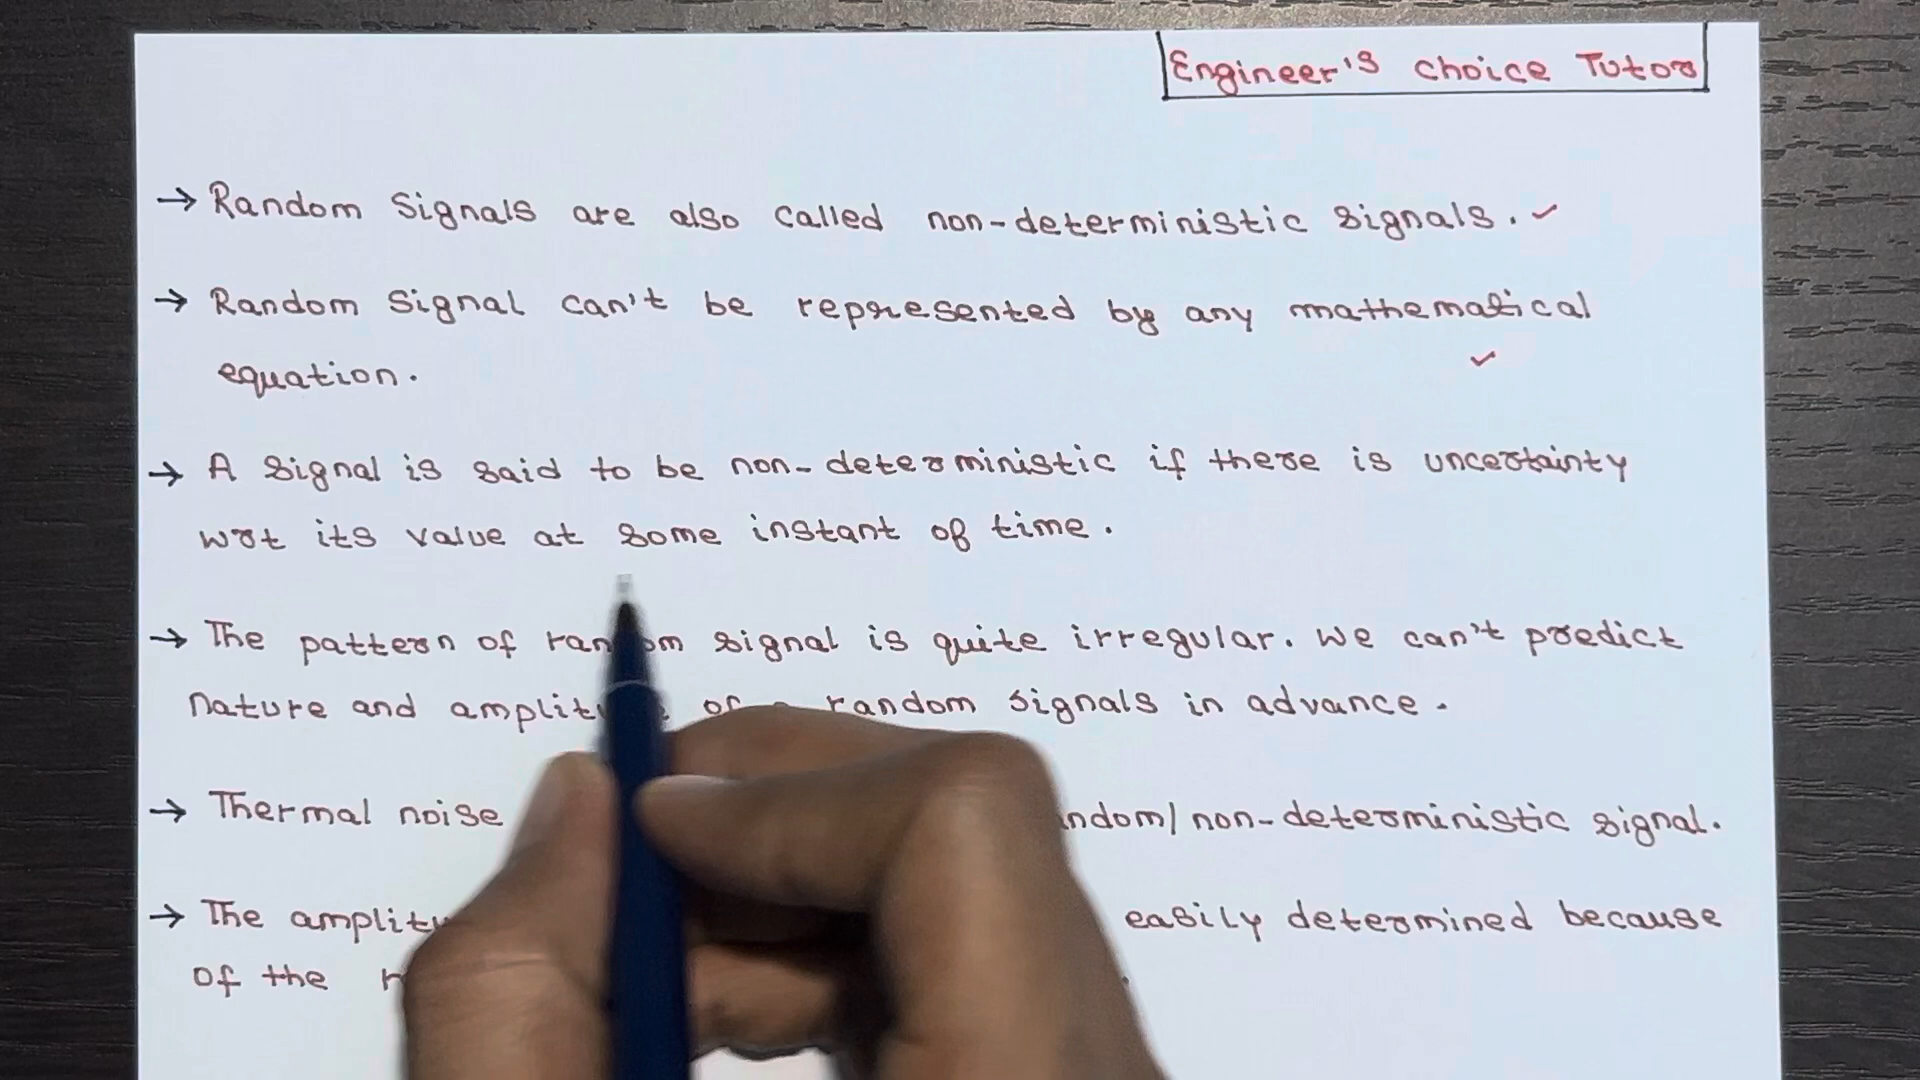 Engineer's Choice Tutor
→ Random Signals are also called non-deterministic signals. ✓
→ Random Signal can't be represented by any mathematical
✓
equation.
→ A signal is said to be non-deterministic if there is uncertainty
wrt its value at some instant of time.
→ The pattern of signal is quite irregular. We can't predict
nature and of random signals in advance.
→ Thermal noise non-deterministic signal.
→ The easily determined because
of the